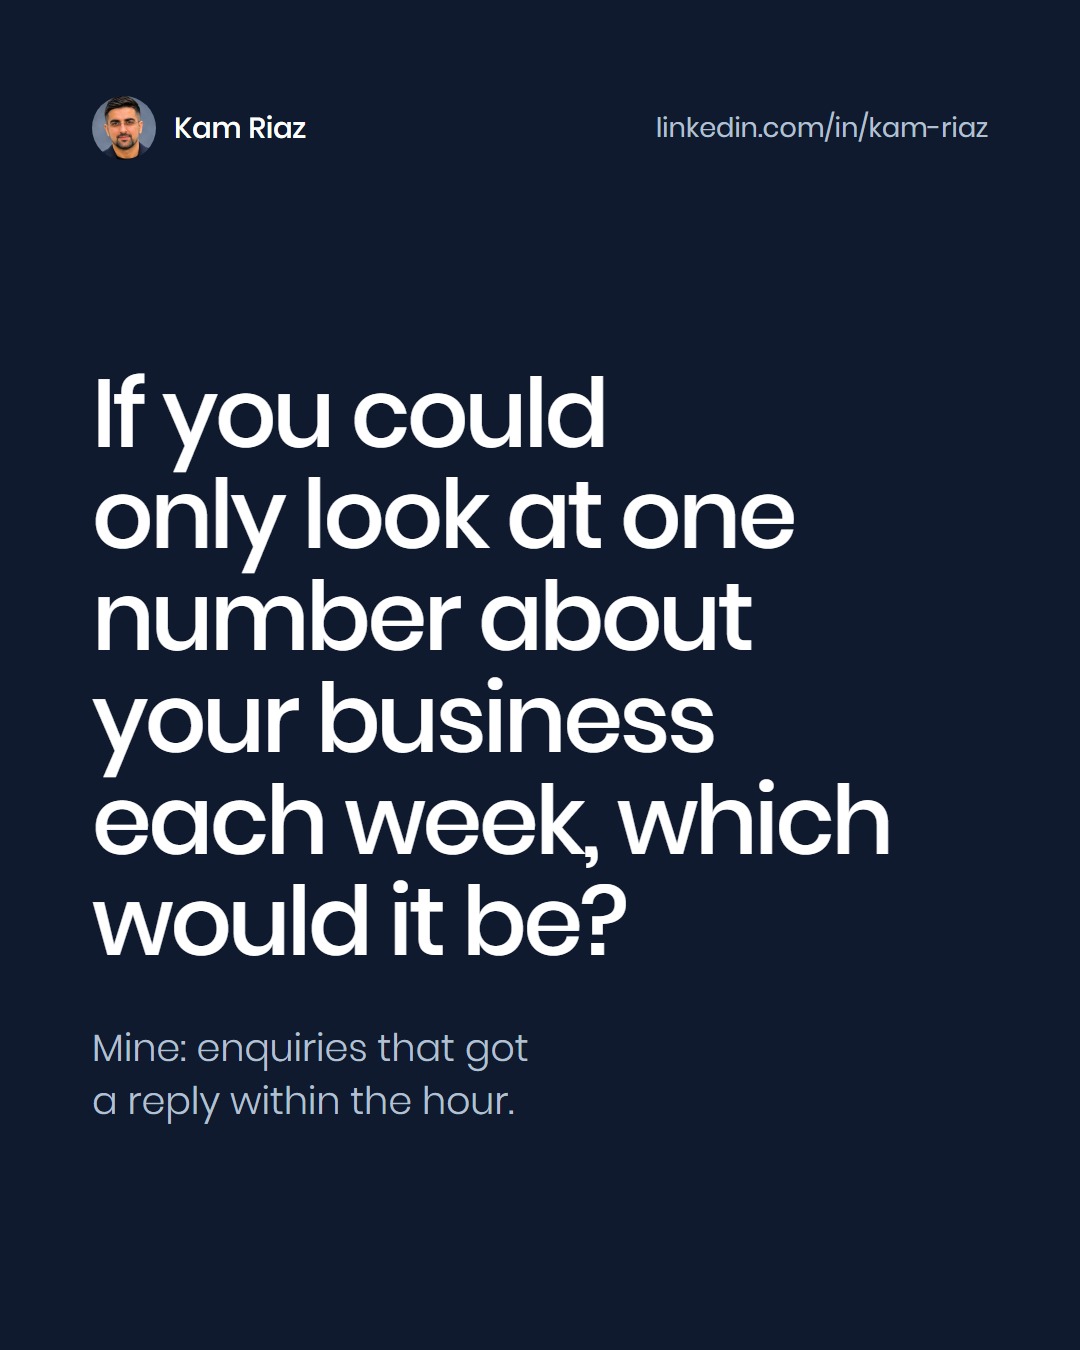 Kam Riaz
linkedin.com/in/kam-riaz
If you could
only look at one
number about
your business
each week, which
would it be?
Mine: enquiries that got
a reply within the hour.